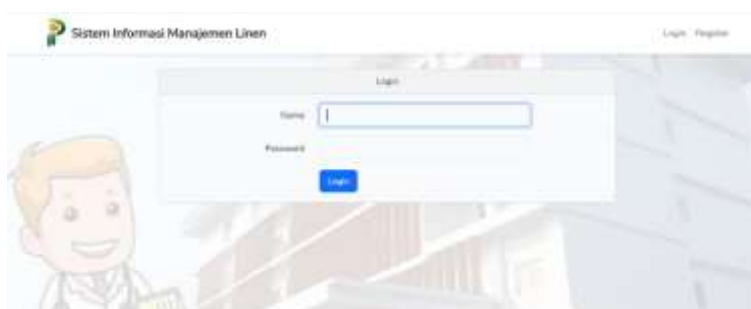 Sistem Informasi Manajemen Linen
Login Register
Login
Name
Password
Login